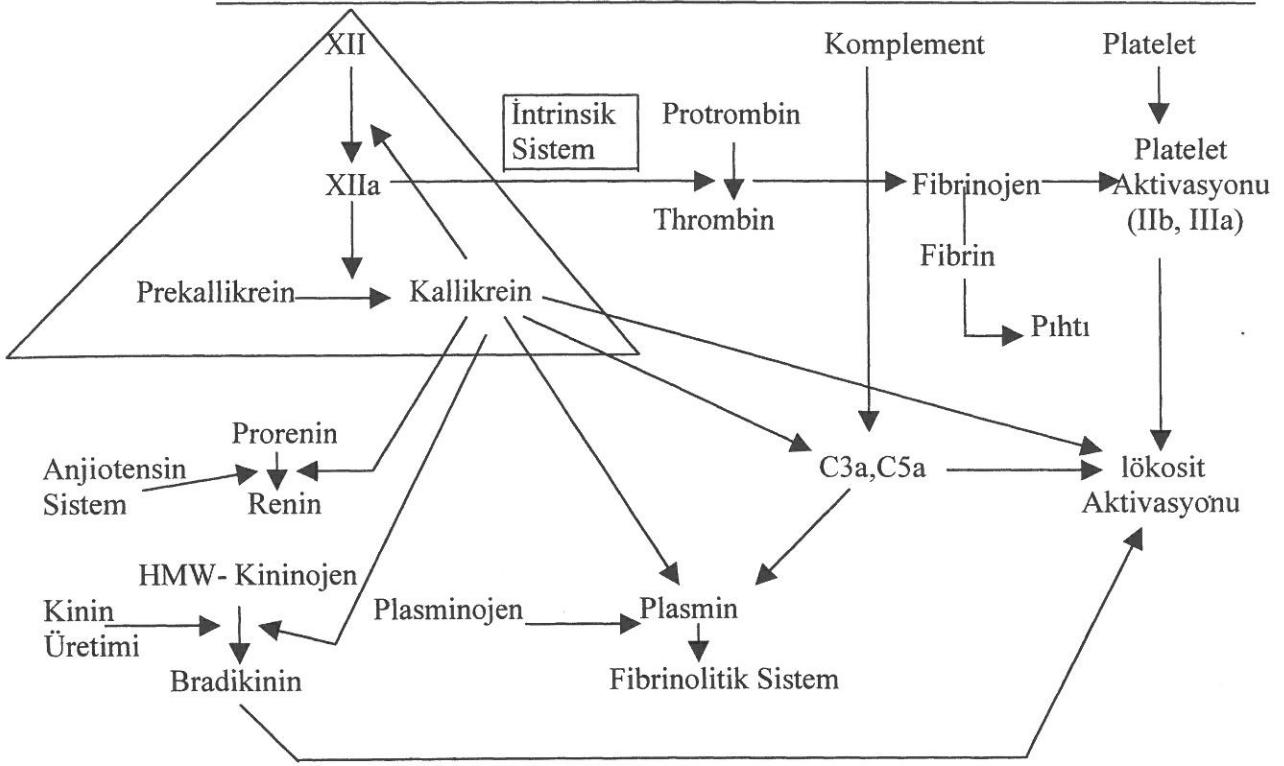 XII
Komplement
Platelet
İntrinsik
Sistem
Protrombin
Platelet
Aktivasyonu
(IIb, IIIa)
XIIa
Fibrinojen
Thrombin
Fibrin
Prekallikrein
Kallikrein
Pıhtı
Prorenin
Anjiotensin
Sistem
Renin
C3a,C5a
lökosit
Aktivasyonu
HMW- Kininojen
Kinin
Üretimi
Plasminojen
Plasmin
Bradikinin
Fibrinolitik Sistem